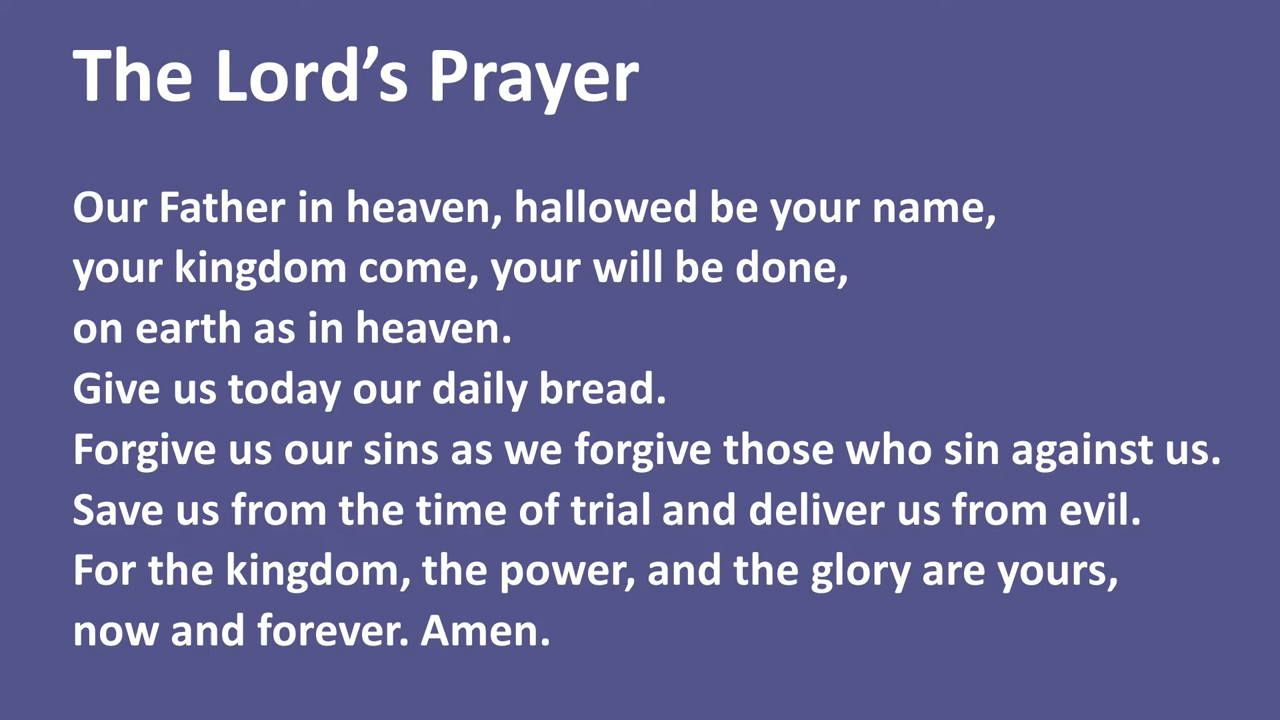 The Lord’s Prayer
Our Father in heaven, hallowed be your name,
your kingdom come, your will be done,
on earth as in heaven.
Give us today our daily bread.
Forgive us our sins as we forgive those who sin against us.
Save us from the time of trial and deliver us from evil.
For the kingdom, the power, and the glory are yours,
now and forever. Amen.